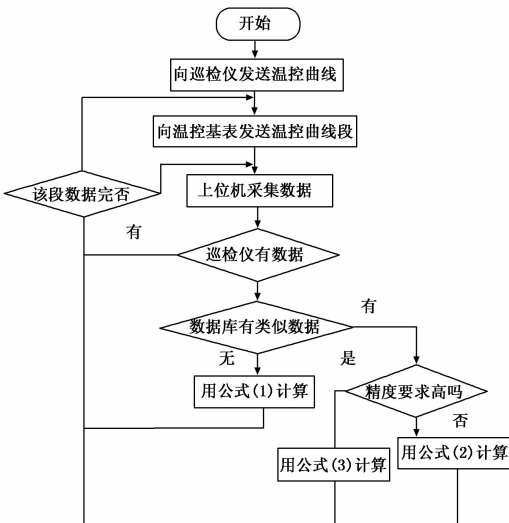 开始
向巡检仪发送温控曲线
向温控基表发送温控曲线段
该段数据完否
上位机采集数据
有
巡检仪有数据
有
数据库有类似数据
无
是
用公式(1)计算
精度要求高吗
否
用公式(3)计算
用公式(2)计算